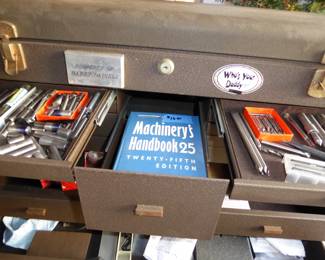 Who's Your
Daddy
Machinery's
Handbook 25
TWENTY-FIFTH
EDITION